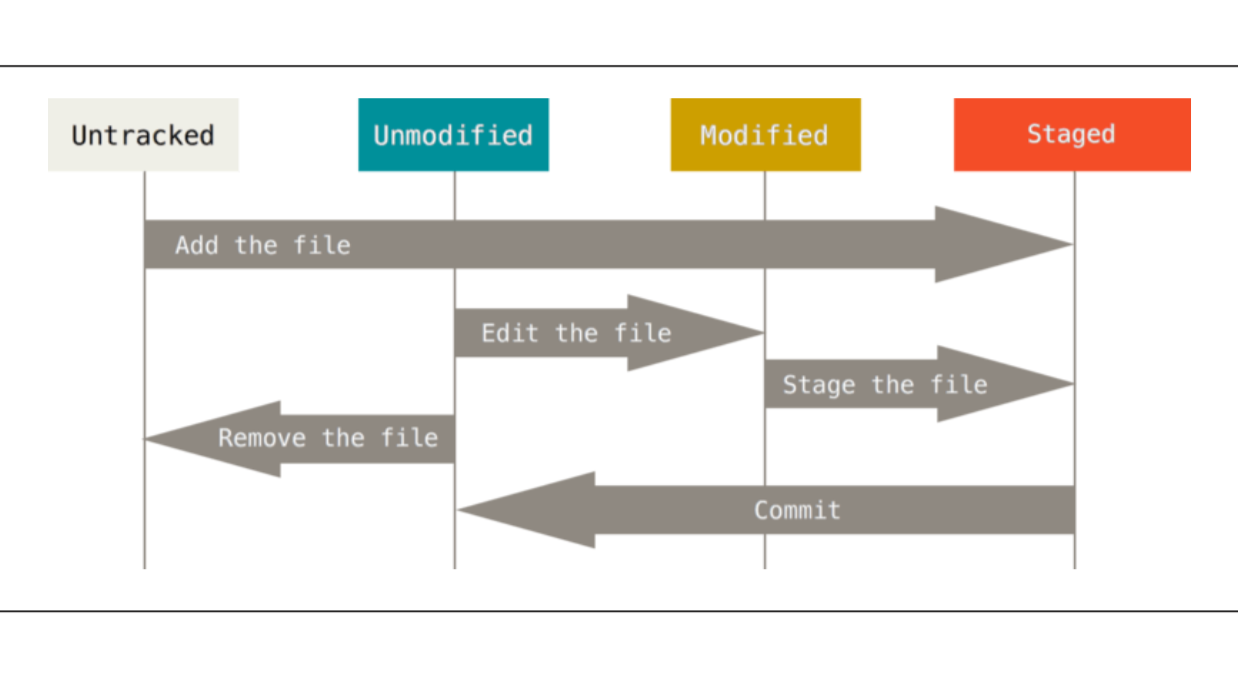 Untracked
Unmodified
Modified
Staged
Add the file
Edit the file
Stage the file
Remove the file
Commit